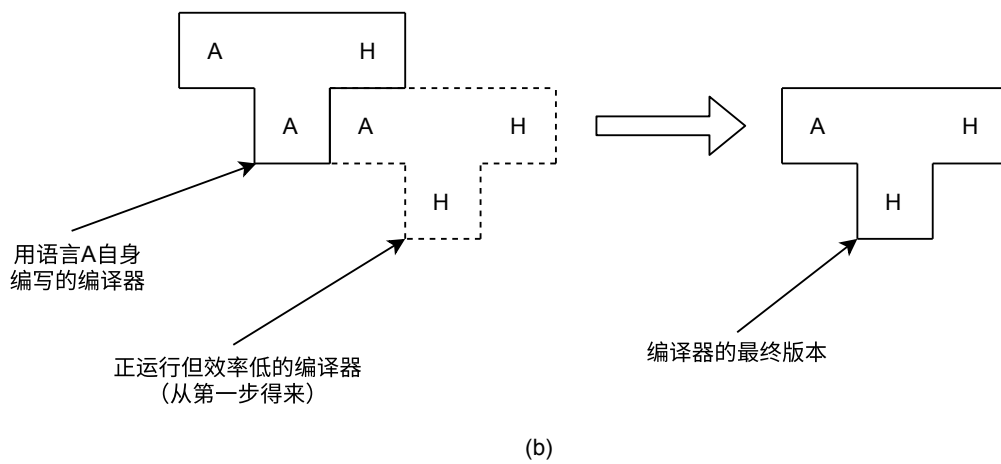 A H
A A H
H
用语言A自身
编写的编译器
正运行但效率低的编译器
（从第一步得来）
A H
H
编译器的最终版本
(b)